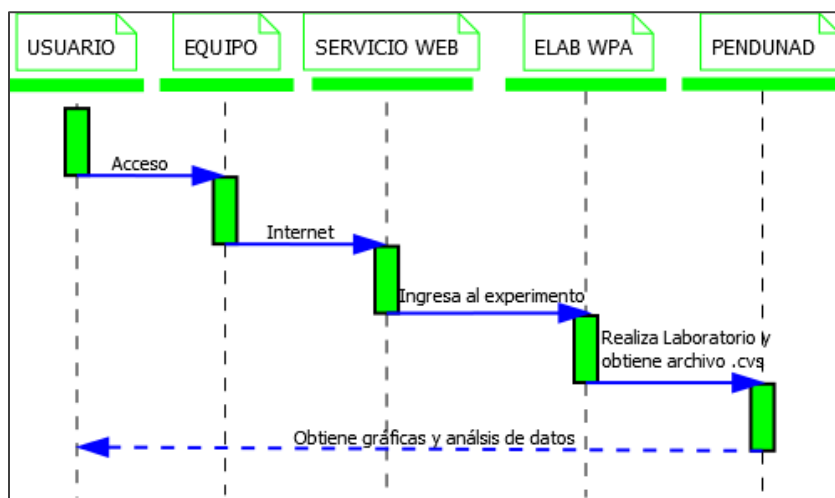 USUARIO
EQUIPO
SERVICIO WEB
ELAB WPA
PENDUNAD
Acceso
Internet
Ingresa al experimento
Realiza Laboratorio y
obtiene archivo .cvs
Obtiene gráficas y análsis de datos